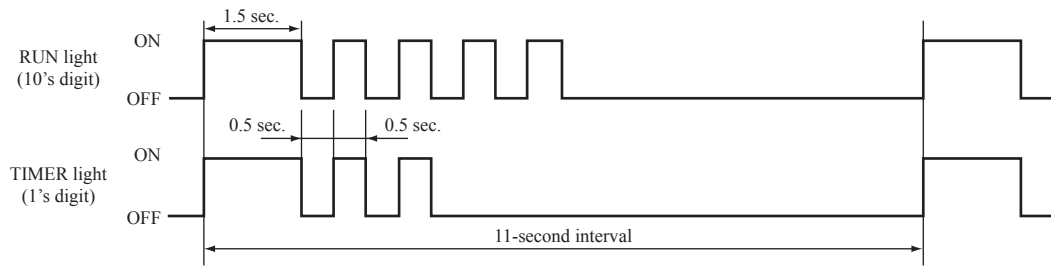 1.5 sec.
ON
RUN light
(10's digit)
OFF
0.5 sec.
0.5 sec.
ON
TIMER light
(1's digit)
OFF
11-second interval